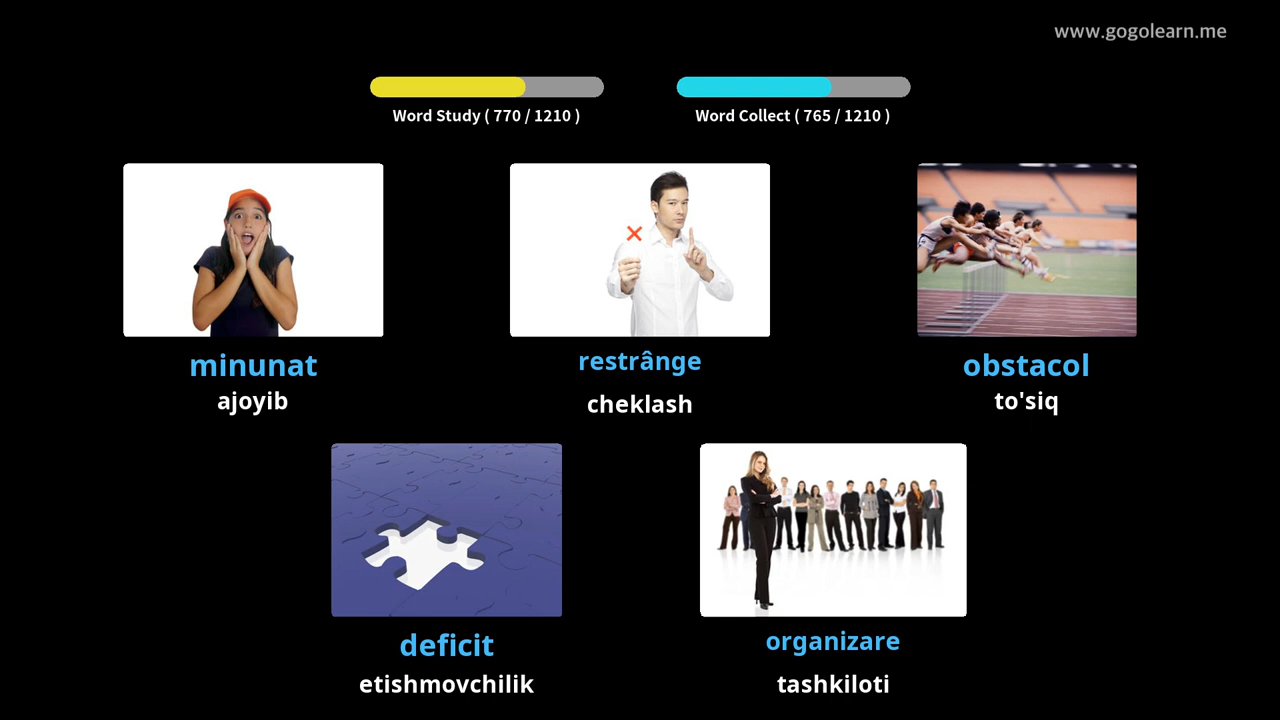 www.gogolearn.me
Word Study ( 770 / 1210 )
Word Collect ( 765 / 1210 )
minunat
ajoyib
restrânge
cheklash
obstacol
to'siq
deficit
etishmovchilik
organizare
tashkiloti